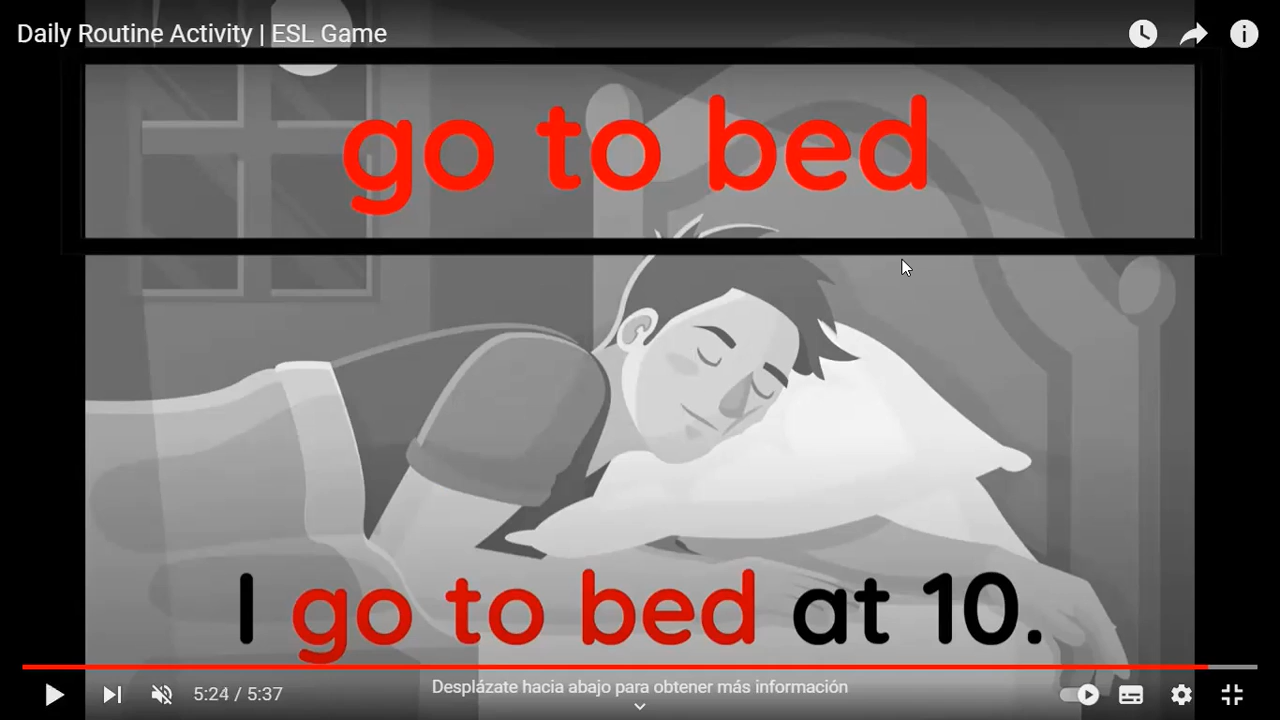 Daily Routine Activity | ESL Game
go to bed
I go to bed at 10.
5:24 / 5:37
Desplázate hacia abajo para obtener más información